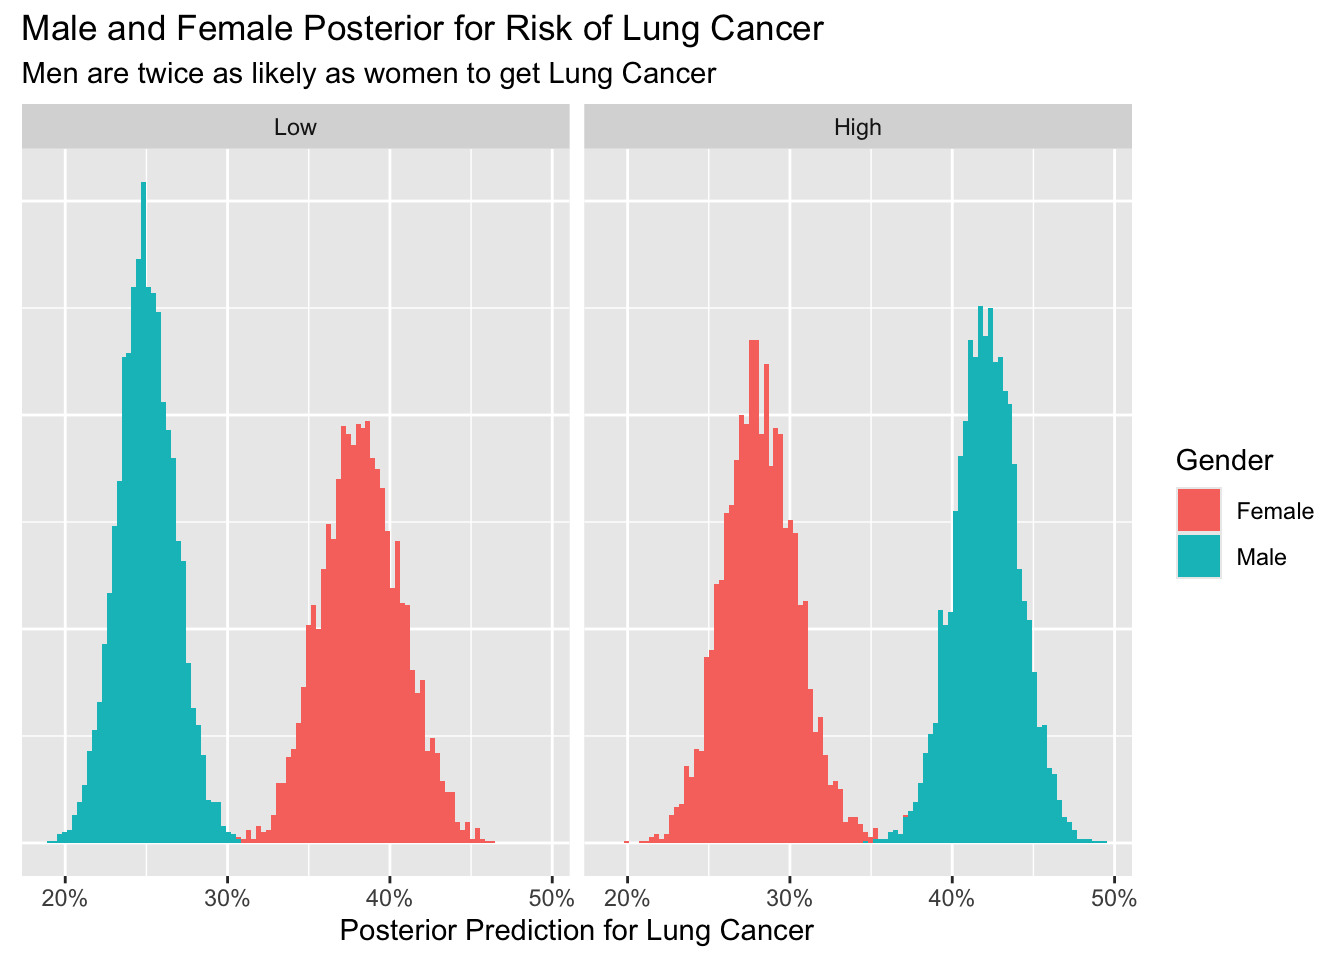 Male and Female Posterior for Risk of Lung Cancer
Men are twice as likely as women to get Lung Cancer
Low
High
20%
30%
40%
50%
20%
30%
40%
50%
Posterior Prediction for Lung Cancer
Gender
Female
Male